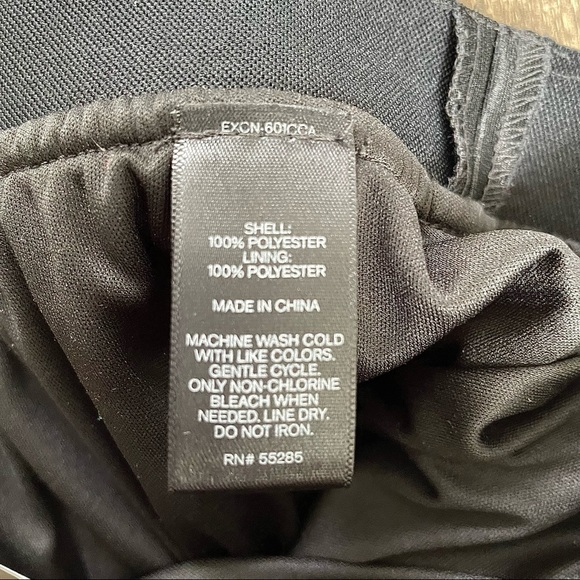 EXCN-601CCA
SHELL:
100% POLYESTER
LINING:
100% POLYESTER
MADE IN CHINA
MACHINE WASH COLD
WITH LIKE COLORS.
GENTLE CYCLE.
ONLY NON-CHLORINE
BLEACH WHEN
NEEDED. LINE DRY.
DO NOT IRON.
RN# 55285